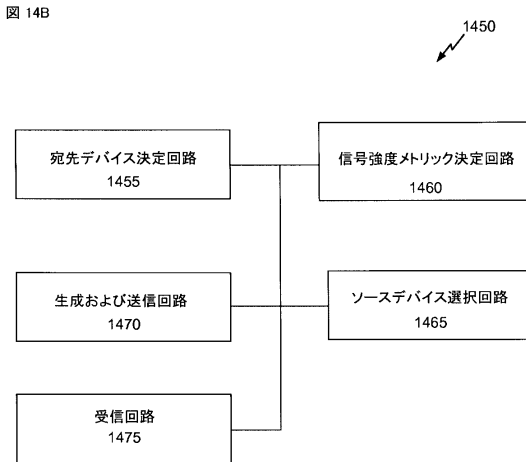 図 14B
1450
宛先デバイス決定回路
1455
信号強度メトリック決定回路
1460
生成および送信回路
1470
ソースデバイス選択回路
1465
受信回路
1475